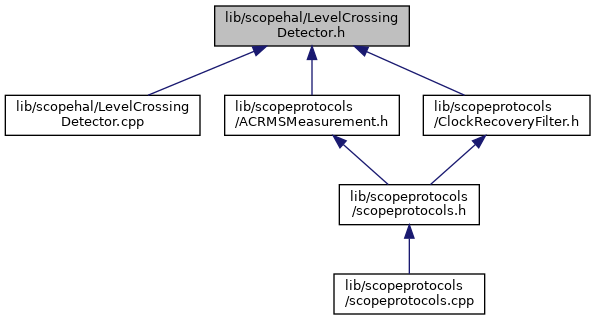 lib/scopehal/LevelCrossing
Detector.h
lib/scopehal/LevelCrossing
Detector.cpp
lib/scopeprotocols
/ACRMSMeasurement.h
lib/scopeprotocols
/ClockRecoveryFilter.h
lib/scopeprotocols
/scopeprotocols.h
lib/scopeprotocols
/scopeprotocols.cpp